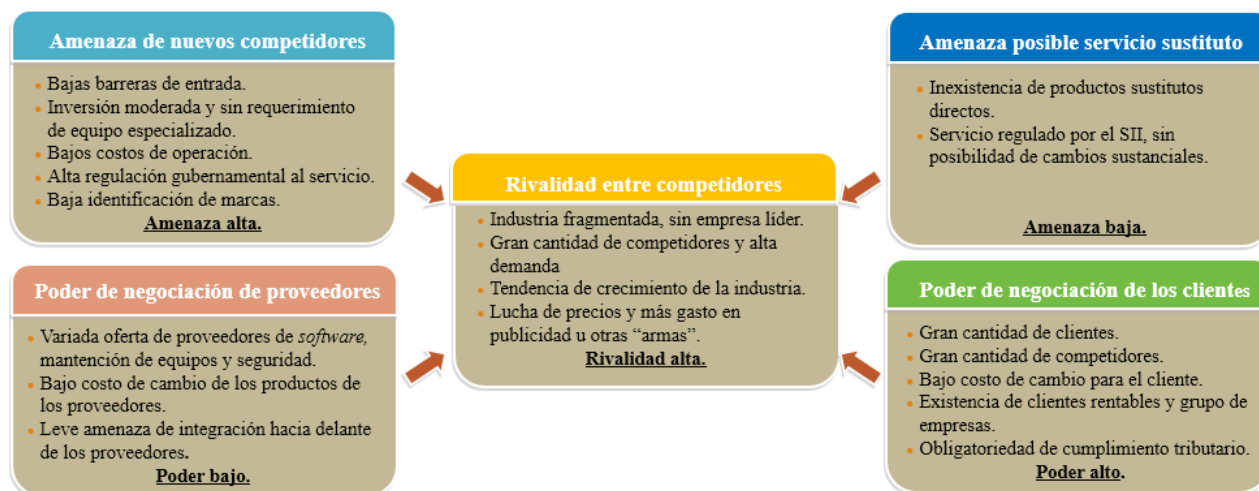 Amenaza de nuevos competidores
• Bajas barreras de entrada.
• Inversión moderada y sin requerimiento
de equipo especializado.
• Bajos costos de operación.
• Alta regulación gubernamental al servicio.
• Baja identificación de marcas.
Amenaza alta.
Amenaza posible servicio sustituto
• Inexistencia de productos sustitutos
directos.
• Servicio regulado por el SII, sin
posibilidad de cambios sustanciales.
Amenaza baja.
Rivalidad entre competidores
• Industria fragmentada, sin empresa líder.
• Gran cantidad de competidores y alta
demanda
• Tendencia de crecimiento de la industria.
• Lucha de precios y más gasto en
publicidad u otras “armas”.
Rivalidad alta.
Poder de negociación de proveedores
• Variada oferta de proveedores de software,
mantención de equipos y seguridad.
• Bajo costo de cambio de los productos de
los proveedores.
• Leve amenaza de integración hacia delante
de los proveedores.
Poder bajo.
Poder de negociación de los clientes
• Gran cantidad de clientes.
• Gran cantidad de competidores.
• Bajo costo de cambio para el cliente.
• Existencia de clientes rentables y grupo de
empresas.
• Obligatoriedad de cumplimiento tributario.
Poder alto.